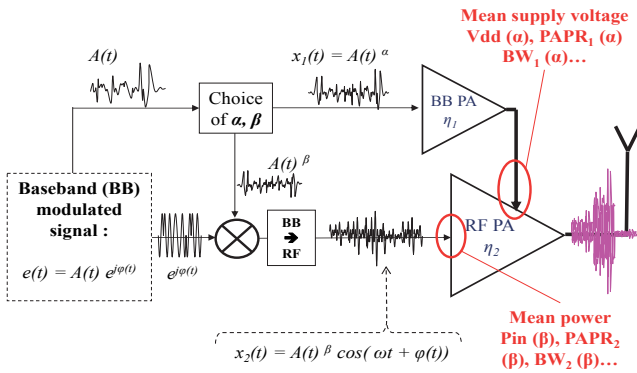 Mean supply voltage
Vdd (α), PAPR₁ (α)
BW₁ (α)…
A(t)
x₁(t) = A(t) ᵅ
Choice
of α, β
BB PA
η₁
A(t) ᵝ
Baseband (BB)
modulated
signal :
e(t) = A(t) e^{jφ(t)}
e^{jφ(t)}
BB
➔
RF
RF PA
η₂
x₂(t) = A(t) ᵝ cos( ωt + φ(t))
Mean power
Pin (β), PAPR₂
(β), BW₂ (β)…